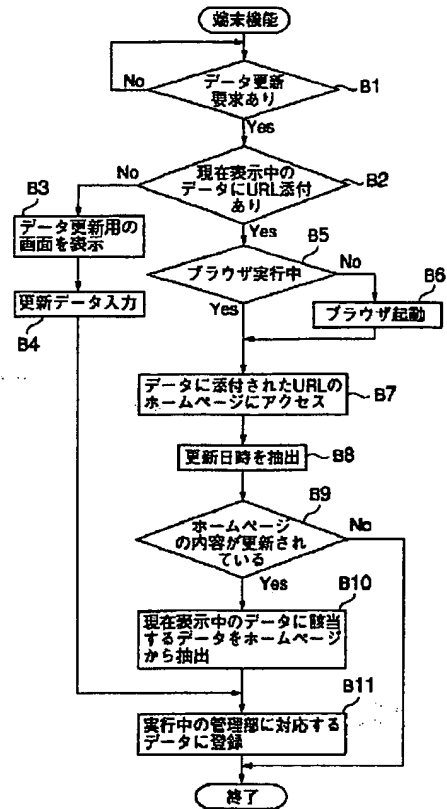 端末機能
No
データ更新
要求あり
B1
Yes
No
現在表示中の
データにURL添付
あり
B2
B3
データ更新用の
画面を表示
Yes
B5
ブラウザ実行中
No
B6
ブラウザ起動
更新データ入力
B4
Yes
データに添付されたURLの
ホームページにアクセス
B7
更新日時を抽出
B8
B9
ホームページ
の内容が更新され
ている
No
Yes
B10
現在表示中のデータに該当
するデータをホームページ
から抽出
B11
実行中の管理部に対応する
データに登録
終了